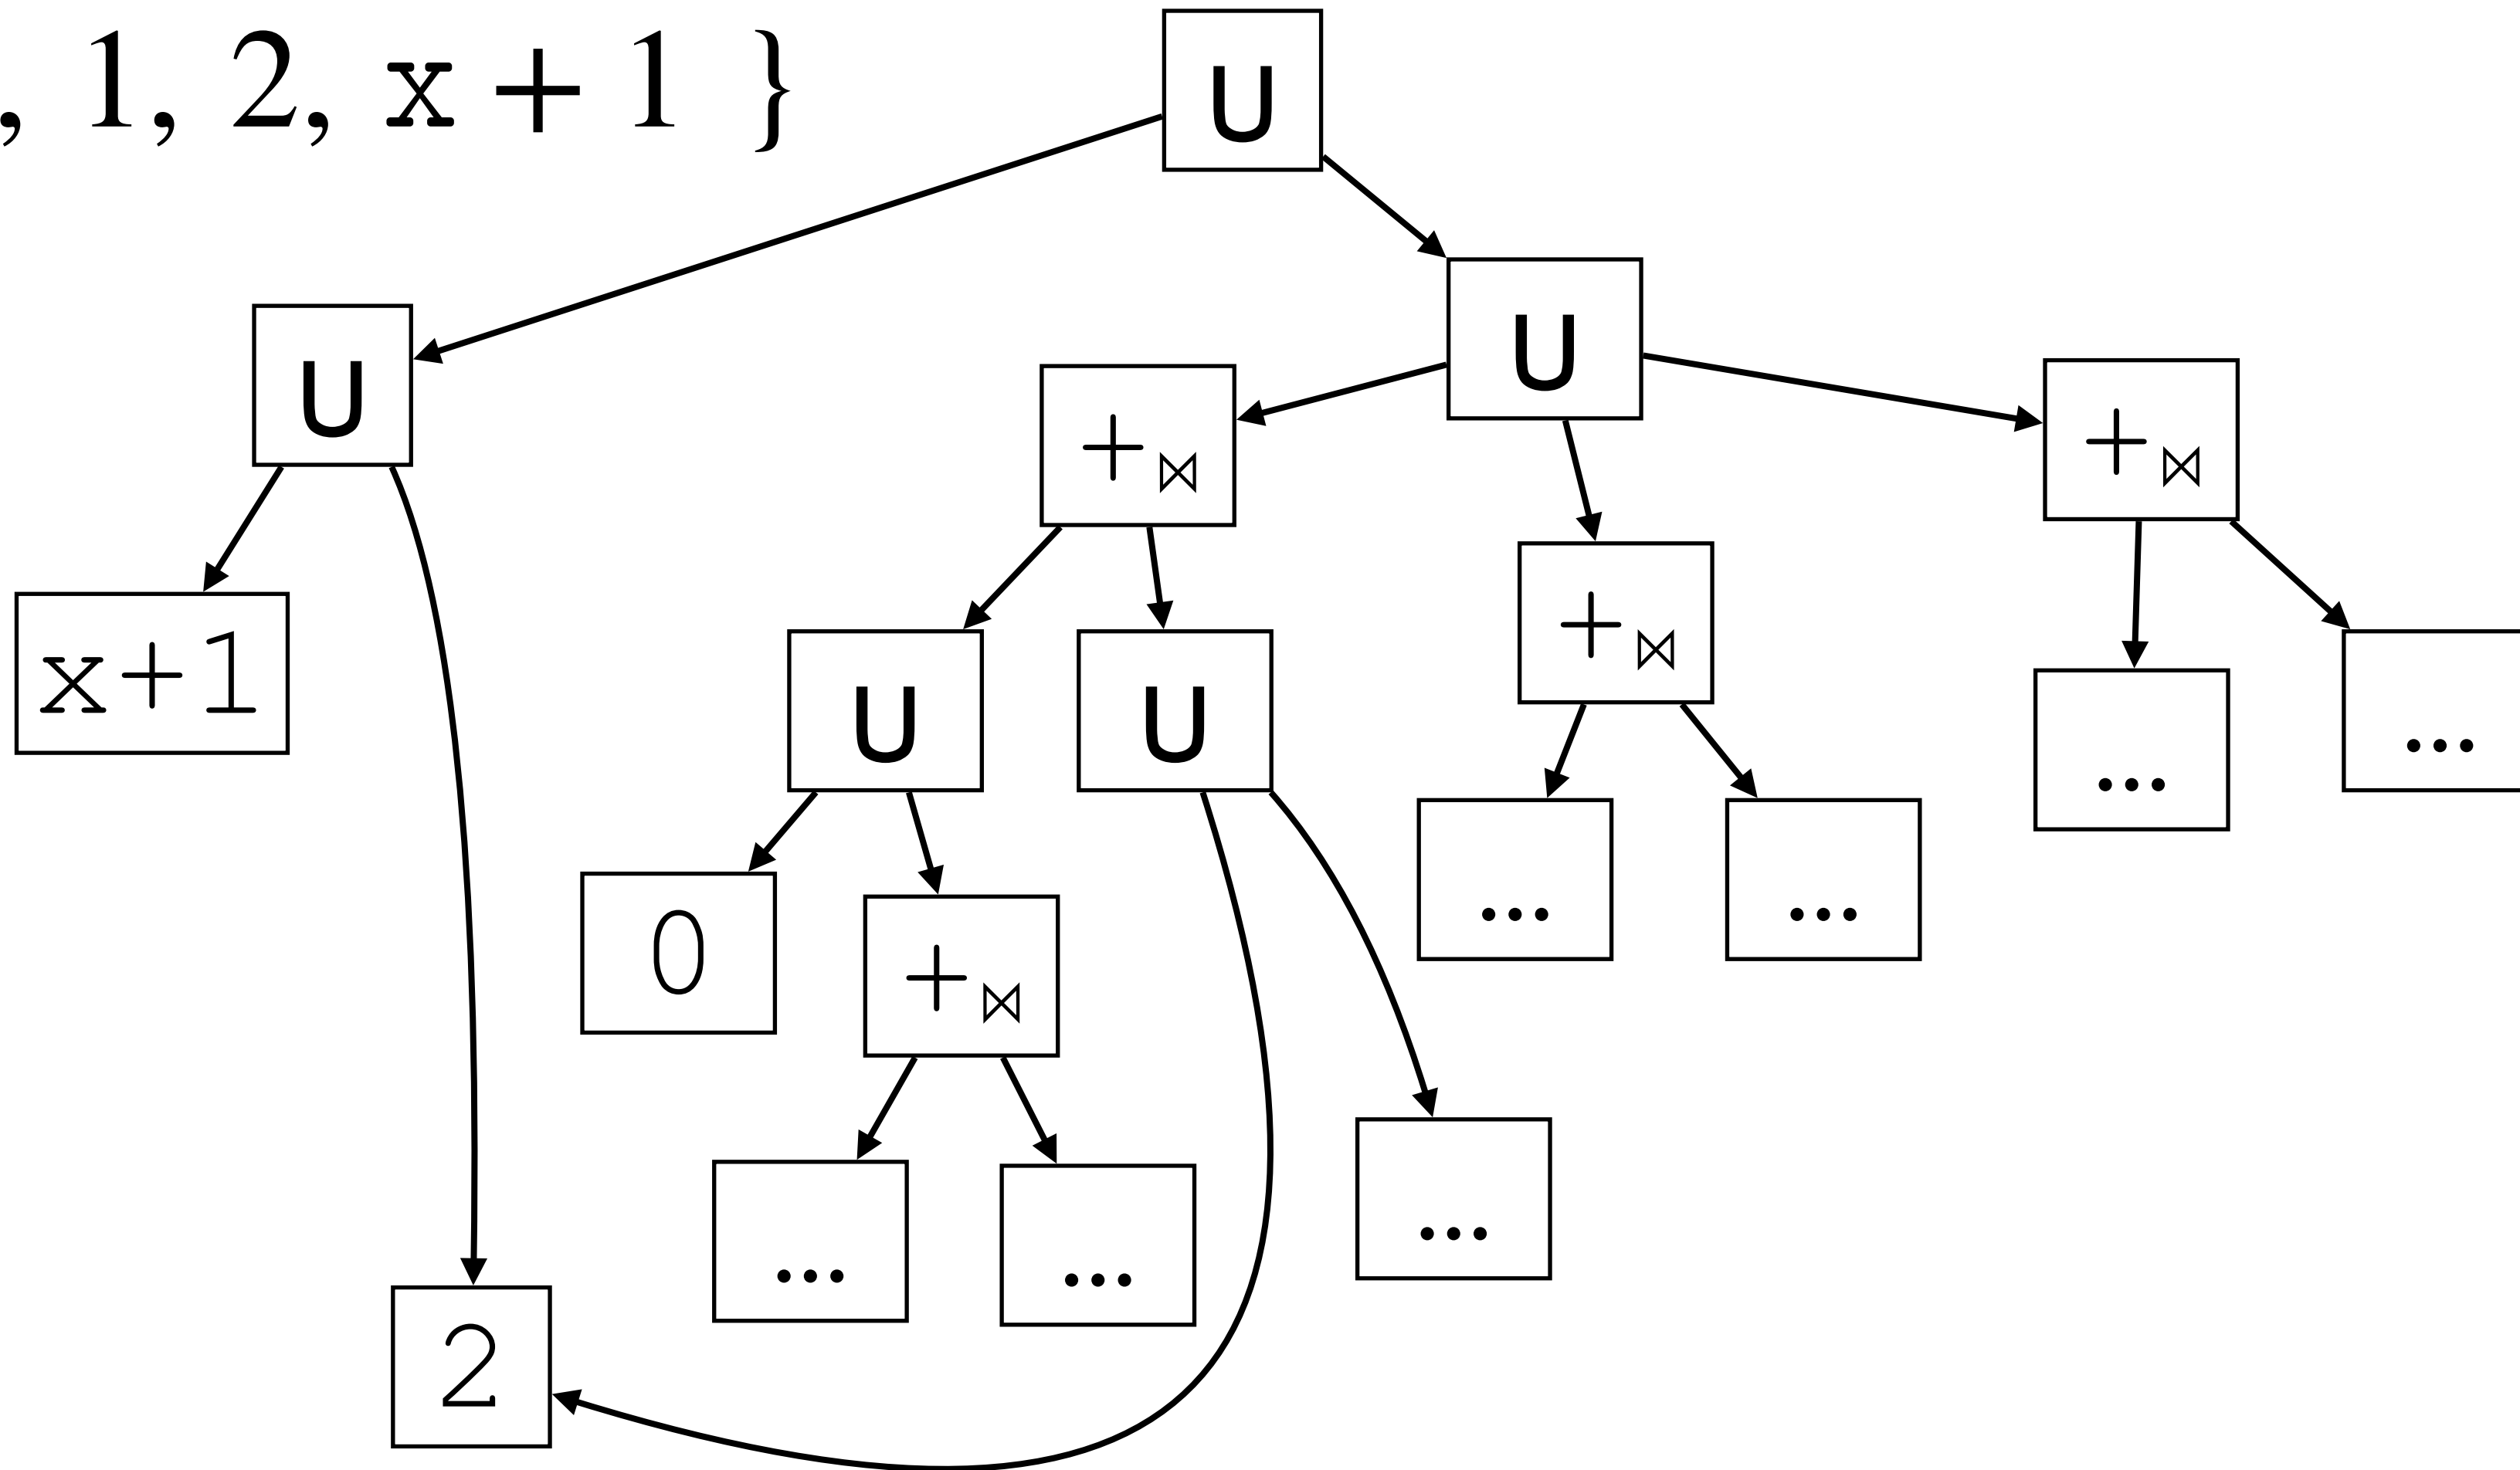 , 1, 2, x + 1 }
U
U
U
+⋈
+⋈
+⋈
x+1
U
U
...
...
...
...
0
+⋈
...
...
...
2